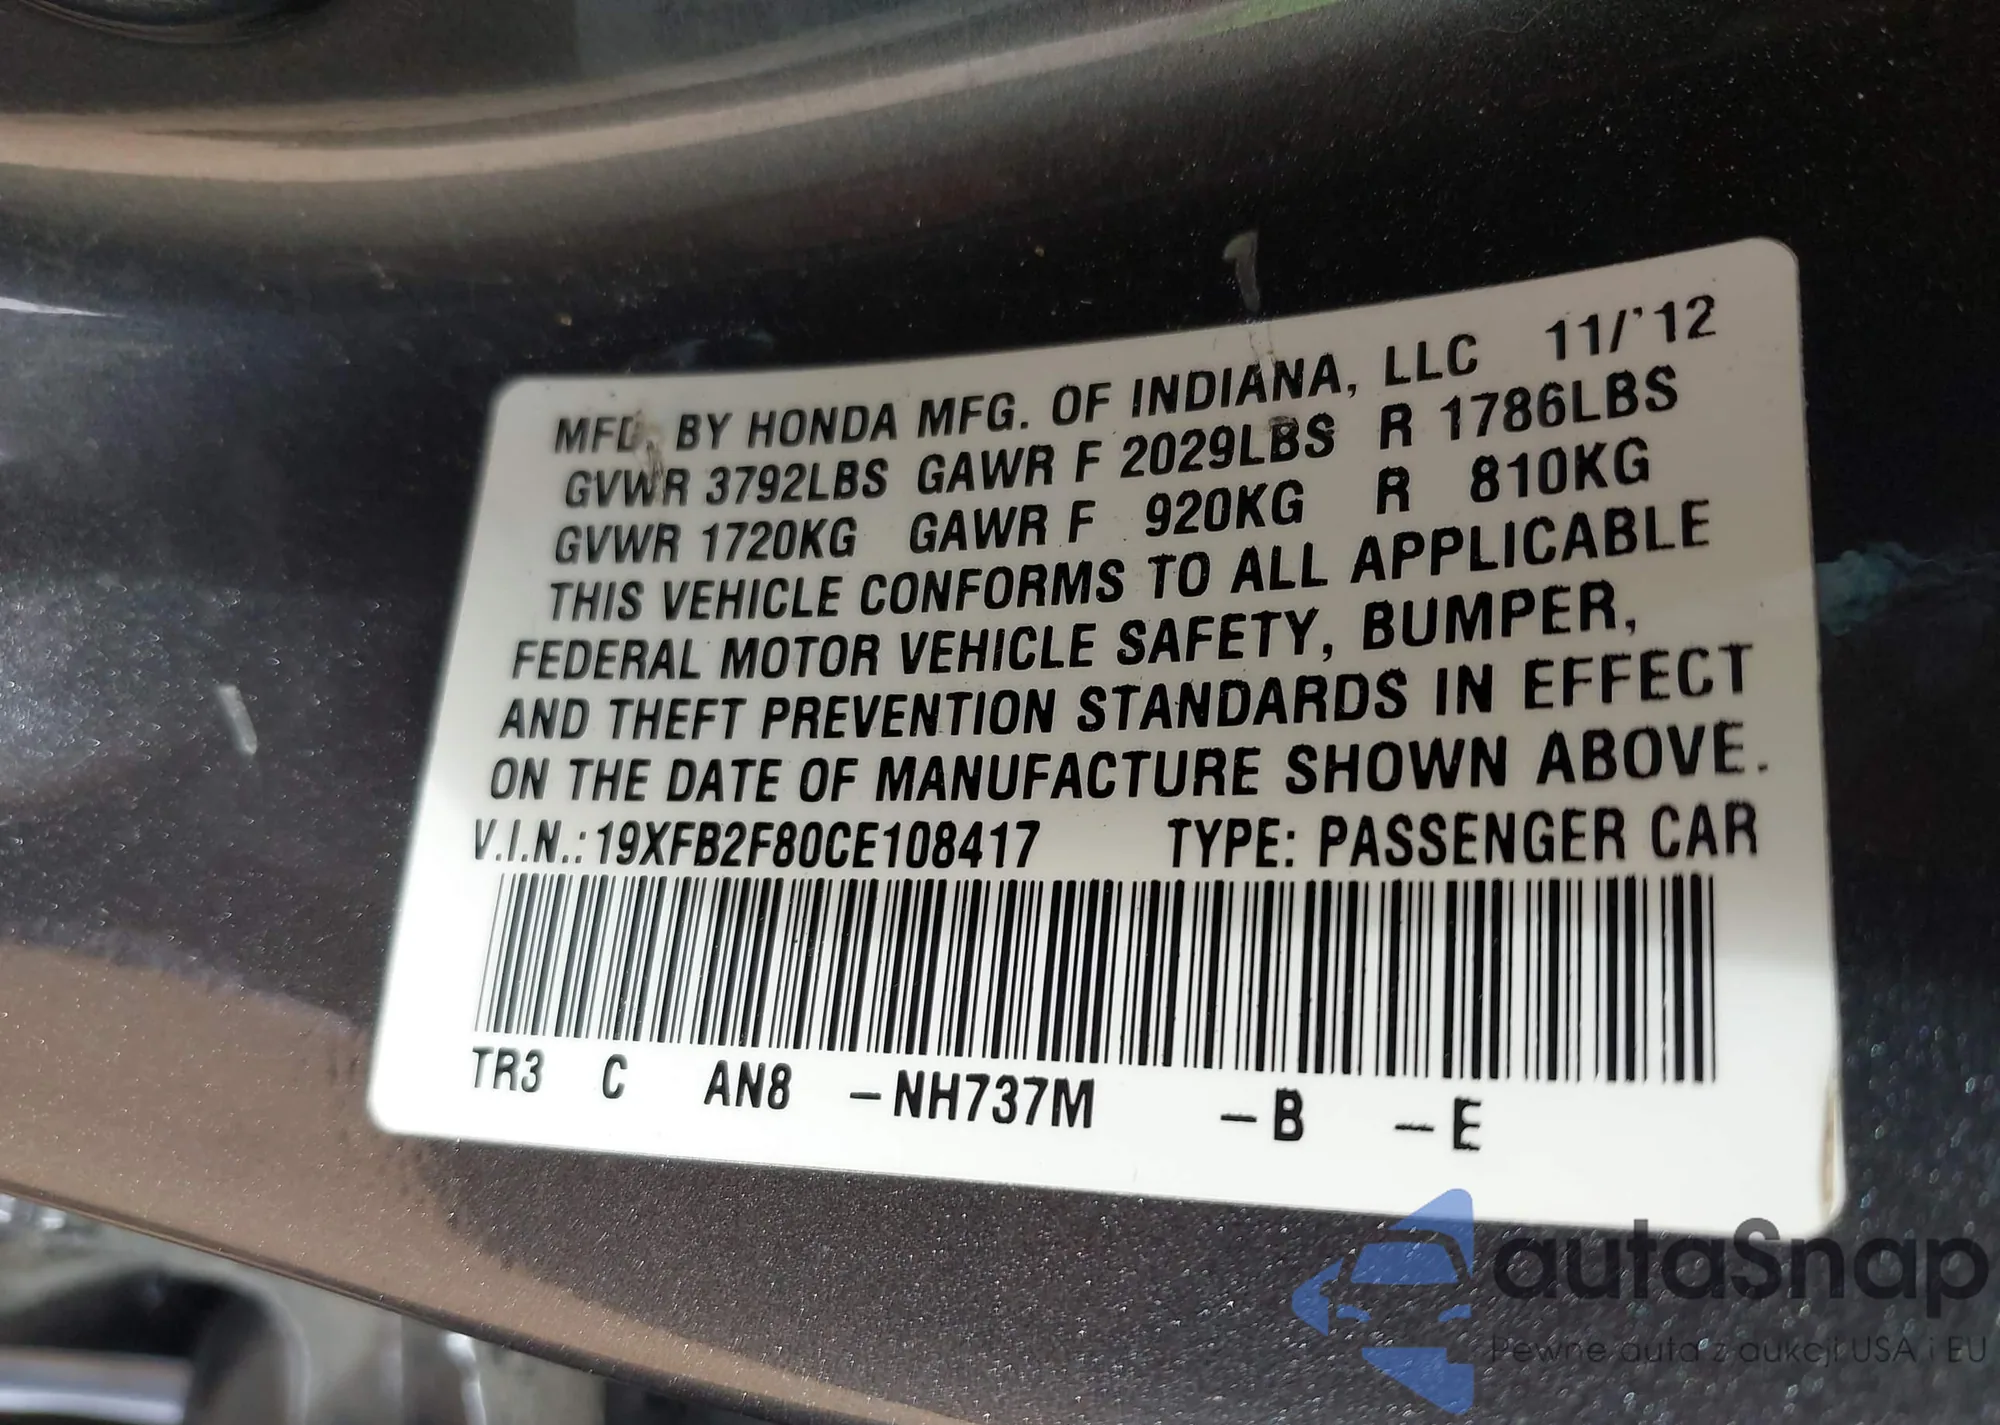 MFD. BY HONDA MFG. OF INDIANA, LLC 11/'12
GVWR 3792LBS GAWR F 2029LBS R 1786LBS
GVWR 1720KG GAWR F 920KG R 810KG
THIS VEHICLE CONFORMS TO ALL APPLICABLE
FEDERAL MOTOR VEHICLE SAFETY, BUMPER,
AND THEFT PREVENTION STANDARDS IN EFFECT
ON THE DATE OF MANUFACTURE SHOWN ABOVE.
V.I.N.: 19XFB2F80CE108417 TYPE: PASSENGER CAR
TR3 C AN8 –NH737M –B –E
autaSnap
Pewne auta z aukcji USA i EU